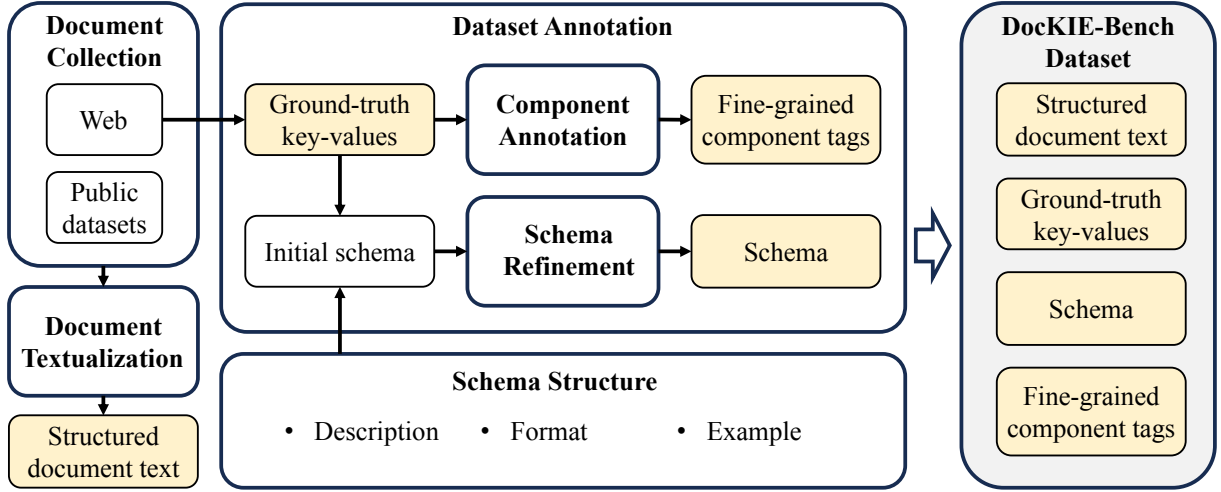 Document
Collection
Web
Public
datasets
Document
Textualization
Structured
document text
Dataset Annotation
Ground-truth
key-values
Component
Annotation
Fine-grained
component tags
Initial schema
Schema
Refinement
Schema
Schema Structure
• Description
• Format
• Example
DocKIE-Bench
Dataset
Structured
document text
Ground-truth
key-values
Schema
Fine-grained
component tags